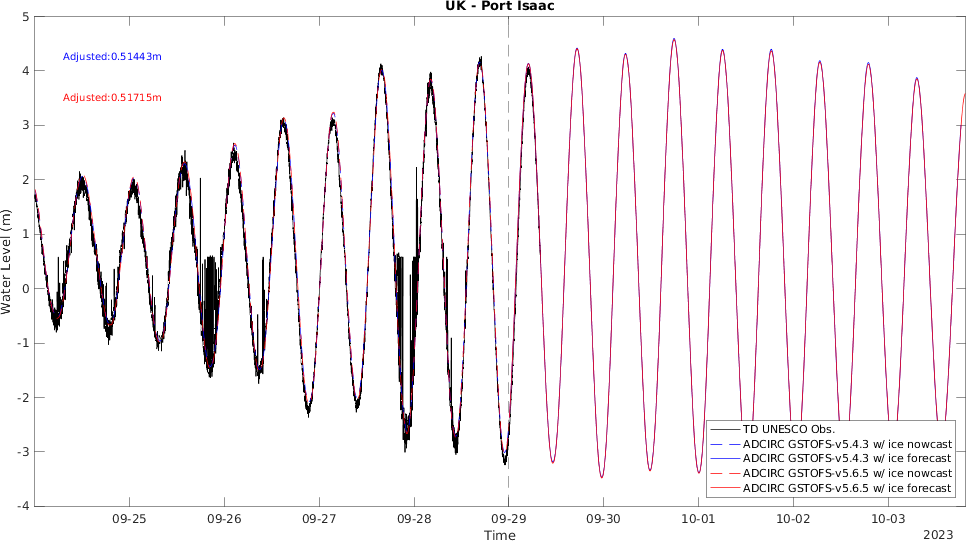 UK - Port Isaac
Adjusted:0.51443m
Adjusted:0.51715m
Water Level (m)
5
4
3
2
1
0
-1
-2
-3
-4
TD UNESCO Obs.
ADCIRC GSTOFS-v5.4.3 w/ ice nowcast
ADCIRC GSTOFS-v5.4.3 w/ ice forecast
ADCIRC GSTOFS-v5.6.5 w/ ice nowcast
ADCIRC GSTOFS-v5.6.5 w/ ice forecast
09-25 09-26 09-27 09-28 09-29 09-30 10-01 10-02 10-03
Time
2023